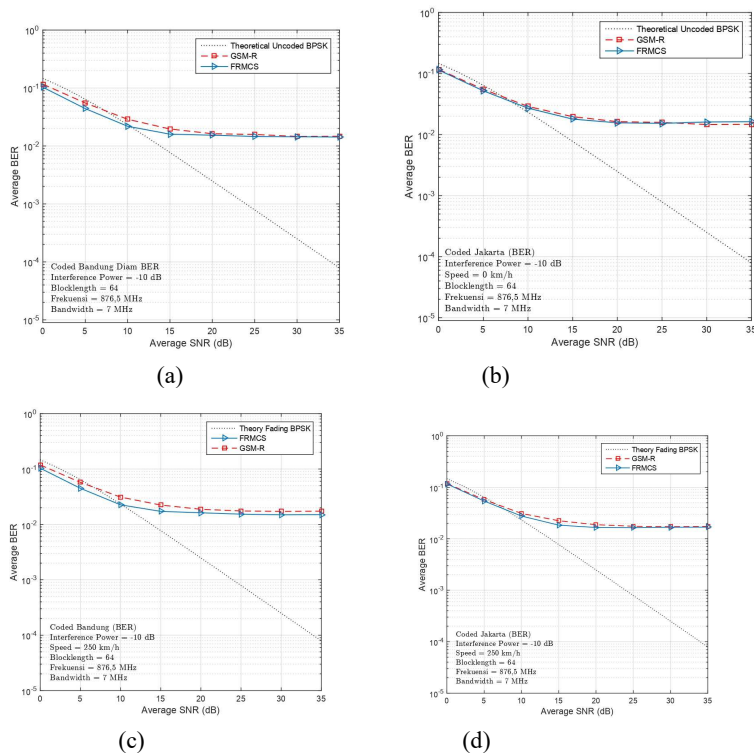 10^0
10^-1
10^-2
10^-3
10^-4
10^-5
Average BER
Theoretical Uncoded BPSK
GSM-R
FRMCS
Coded Bandung Diam BER
Interference Power = -10 dB
Blocklength = 64
Frekuensi = 876,5 MHz
Bandwidth = 7 MHz
0 5 10 15 20 25 30 35
Average SNR (dB)
(a)
10^0
10^-1
10^-2
10^-3
10^-4
10^-5
Average BER
Theoretical Uncoded BPSK
GSM-R
FRMCS
Coded Jakarta (BER)
Interference Power = -10 dB
Speed = 0 km/h
Blocklength = 64
Frekuensi = 876,5 MHz
Bandwidth = 7 MHz
0 5 10 15 20 25 30 35
Average SNR (dB)
(b)
10^0
10^-1
10^-2
10^-3
10^-4
10^-5
Average BER
Theory Fading BPSK
FRMCS
GSM-R
Coded Bandung (BER)
Interference Power = -10 dB
Speed = 250 km/h
Blocklength = 64
Frekuensi = 876,5 MHz
Bandwidth = 7 MHz
0 5 10 15 20 25 30 35
Average SNR (dB)
(c)
10^0
10^-1
10^-2
10^-3
10^-4
10^-5
Average BER
Theory Fading BPSK
GSM-R
FRMCS
Coded Jakarta (BER)
Interference Power = -10 dB
Speed = 250 km/h
Blocklength = 64
Frekuensi = 876,5 MHz
Bandwidth = 7 MHz
0 5 10 15 20 25 30 35
Average SNR (dB)
(d)